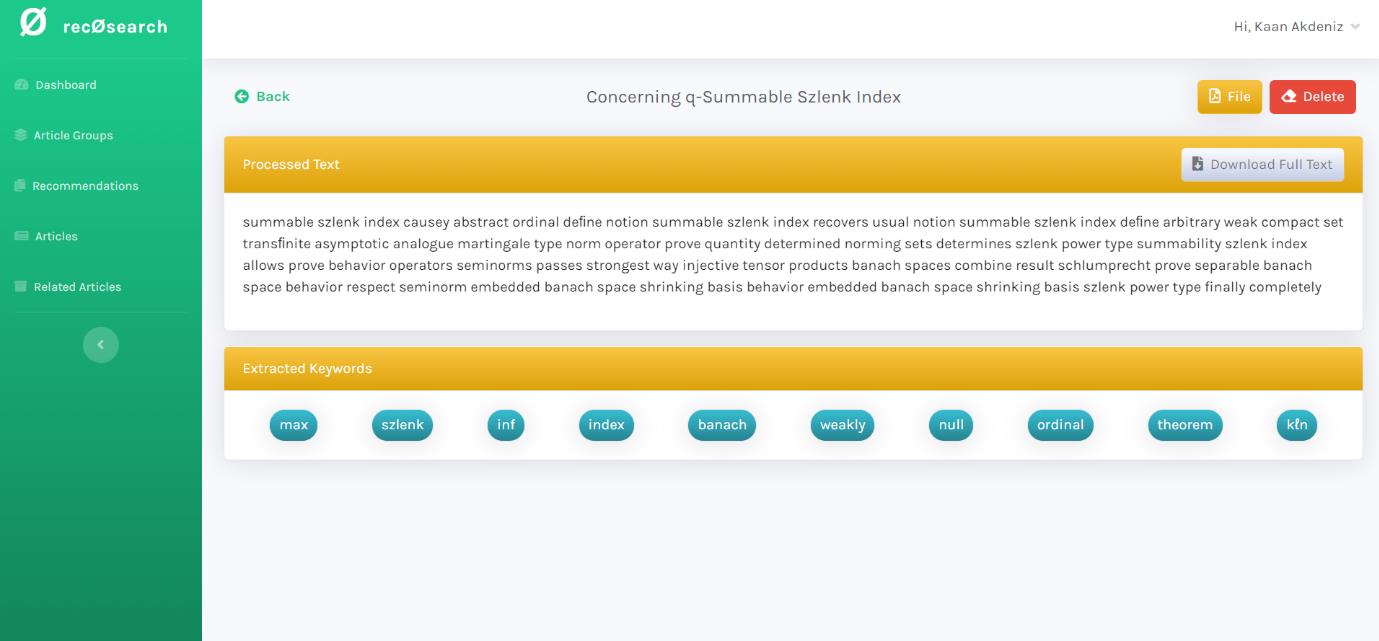 recØsearch
Hi, Kaan Akdeniz
Dashboard
Article Groups
Recommendations
Articles
Related Articles
Back
Concerning q-Summable Szlenk Index
File
Delete
Processed Text
Download Full Text
summable szlenk index causey abstract ordinal define notion summable szlenk index recovers usual notion summable szlenk index define arbitrary weak compact set
transfinite asymptotic analogue martingale type norm operator prove quantity determined norming sets determines szlenk power type summability szlenk index
allows prove behavior operators seminorms passes strongest way injective tensor products banach spaces combine result schlumprecht prove separable banach
space behavior respect seminorm embedded banach space shrinking basis behavior embedded banach space shrinking basis szlenk power type finally completely
Extracted Keywords
max szlenk inf index banach weakly null ordinal theorem kℓn